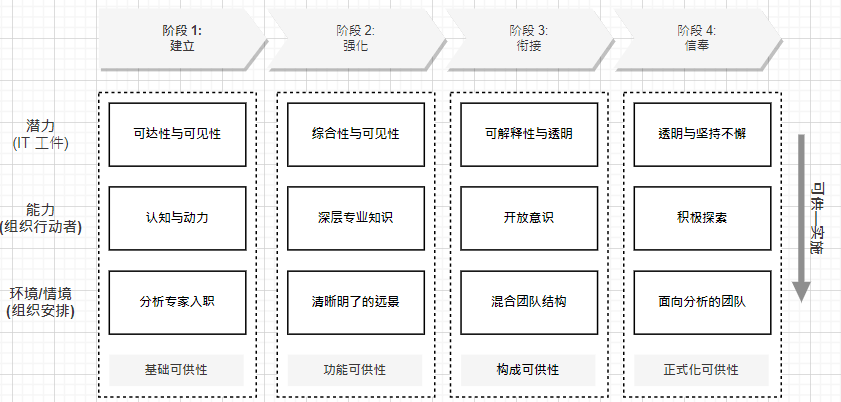 阶段 1:
建立
阶段 2:
强化
阶段 3:
衔接
阶段 4:
信奉
潜力
(IT 工件)
可达性与可见性
综合性与可见性
可解释性与透明
透明与坚持不懈
能力
(组织行动者)
认知与动力
深层专业知识
开放意识
积极探索
环境/情境
(组织安排)
分析专家入职
清晰明了的远景
混合团队结构
面向分析的团队
基础可供性
功能可供性
构成可供性
正式化可供性
可供—实施